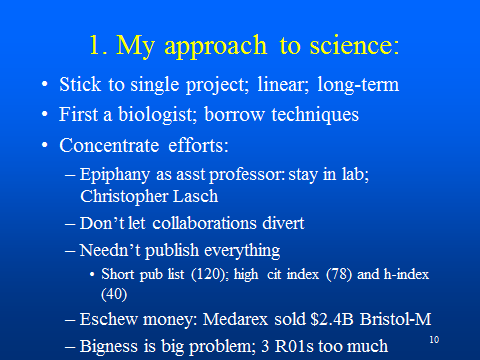 1. My approach to science:
• Stick to single project; linear; long-term
• First a biologist; borrow techniques
• Concentrate efforts:
– Epiphany as asst professor: stay in lab;
Christopher Lasch
– Don’t let collaborations divert
– Needn’t publish everything
• Short pub list (120); high cit index (78) and h-index
(40)
– Eschew money: Medarex sold $2.4B Bristol-M
– Bigness is big problem; 3 R01s too much
10